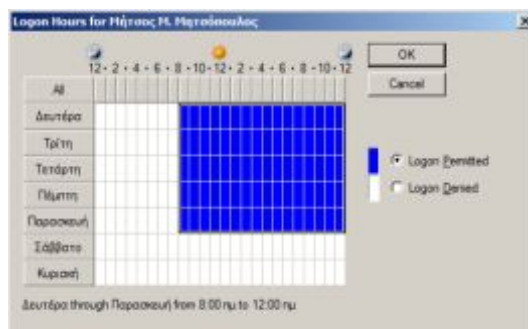 Logon Hours for Μήτσος Μ. Μητσόπουλος
12 · 2 · 4 · 6 · 8 · 10 · 12 · 2 · 4 · 6 · 8 · 10 · 12
OK
Cancel
All
Δευτέρα
Τρίτη
Τετάρτη
Πέμπτη
Παρασκευή
Σάββατο
Κυριακή
Logon Permitted
Logon Denied
Δευτέρα through Παρασκευή from 8:00 πμ to 12:00 πμ